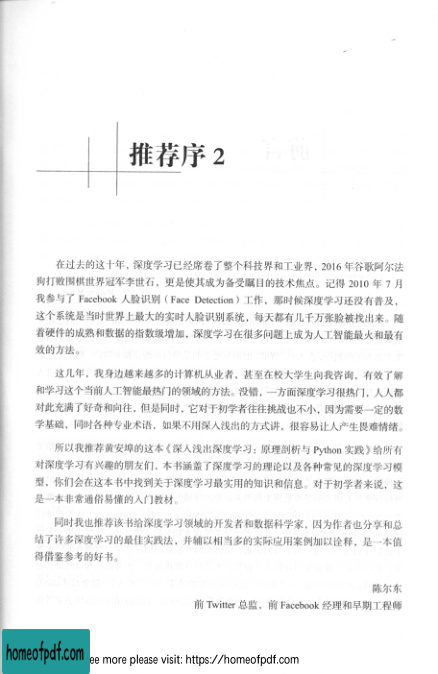 推荐序 2
在过去的这十年，深度学习已经席卷了整个科技界和工业界，2016 年谷歌阿尔法
狗打败围棋世界冠军李世石，更是使其成为备受瞩目的技术焦点。记得 2010 年 7 月
我参与了 Facebook 人脸识别（Face Detection）工作，那时候深度学习还没有普及，
这个系统是当时世界上最大的实时人脸识别系统，每天都有几千万张脸被找出来。随
着硬件的成熟和数据的指数级增加，深度学习在很多问题上成为人工智能最火和最有
效的方法。
这几年，我身边越来越多的计算机从业者，甚至在校大学生向我咨询，有效了解
和学习这个当前人工智能最热门的领域的方法。没错，一方面深度学习很热门，人人都
对此充满了好奇和向往，但是同时，它对于初学者往往挑战也不小，因为需要一定的数
学基础，同时各种专业术语，如果不用深入浅出的方式讲，很容易让人产生畏难情绪。
所以我推荐黄安埠的这本《深入浅出深度学习：原理剖析与 Python 实践》给所有
对深度学习有兴趣的朋友们，本书涵盖了深度学习的理论以及各种常见的深度学习模
型，你们会在这本书中找到关于深度学习最实用的知识和信息。对于初学者来说，这
是一本非常通俗易懂的入门教材。
同时我也推荐该书给深度学习领域的开发者和数据科学家，因为作者也分享和总
结了许多深度学习的最佳实践法，并辅以相当多的实际应用案例加以诠释，是一本值
得借鉴参考的好书。
陈尔东
前 Twitter 总监、前 Facebook 经理和早期工程师
homeofpdf.com
ee more please visit: https://homeofpdf.com